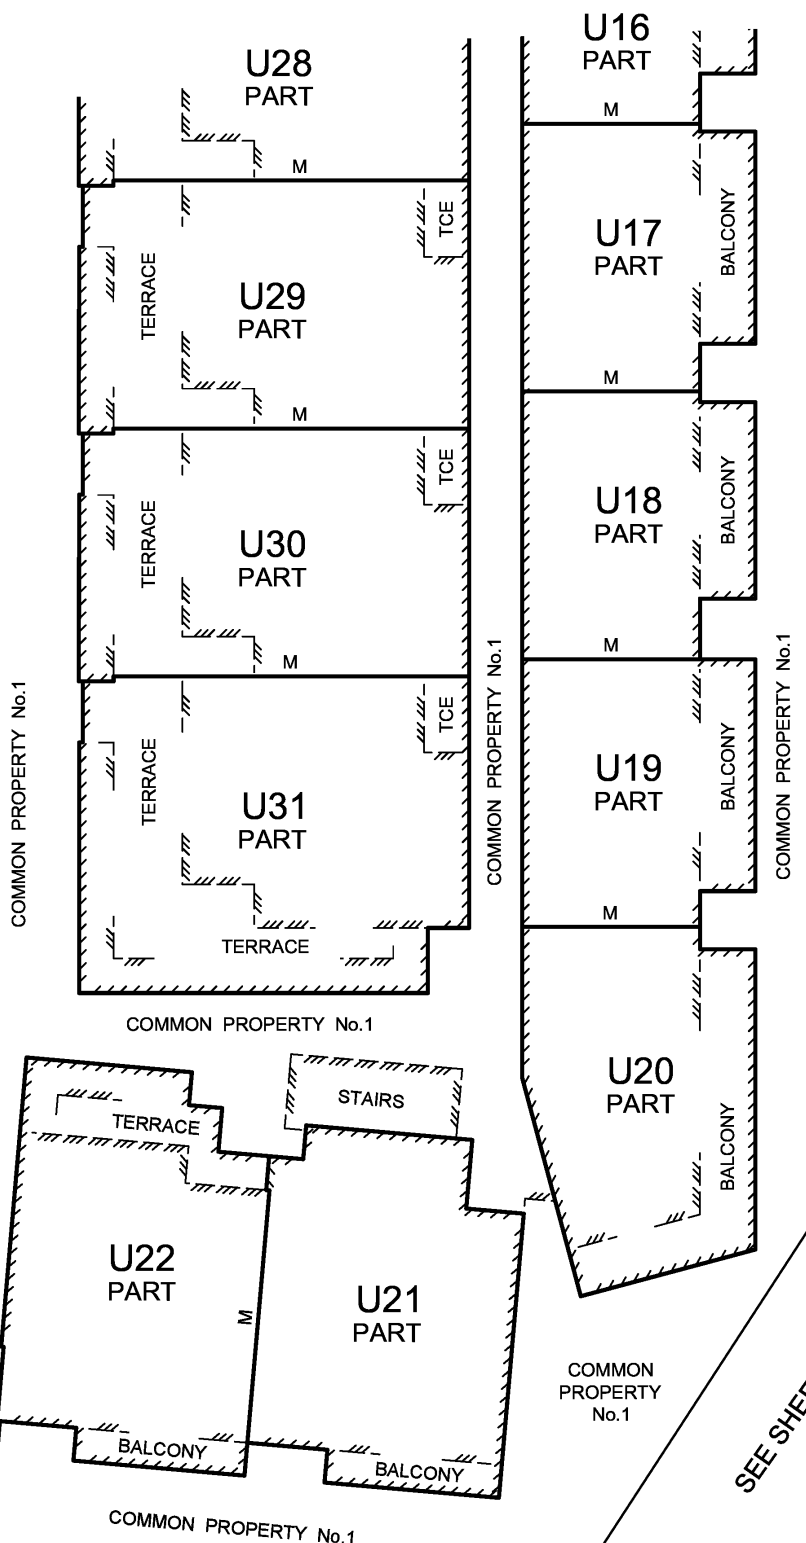 U28
PART
M
U16
PART
M
TCE
TERRACE
U29
PART
M
U17
PART
BALCONY
M
TCE
TERRACE
U30
PART
M
U18
PART
BALCONY
M
COMMON PROPERTY No.1
TERRACE
TCE
U31
PART
TERRACE
COMMON PROPERTY No.1
U19
PART
BALCONY
M
COMMON PROPERTY No.1
COMMON PROPERTY No.1
STAIRS
TERRACE
U20
PART
BALCONY
U22
PART
M
U21
PART
BALCONY
BALCONY
COMMON
PROPERTY
No.1
COMMON PROPERTY No.1
SEE